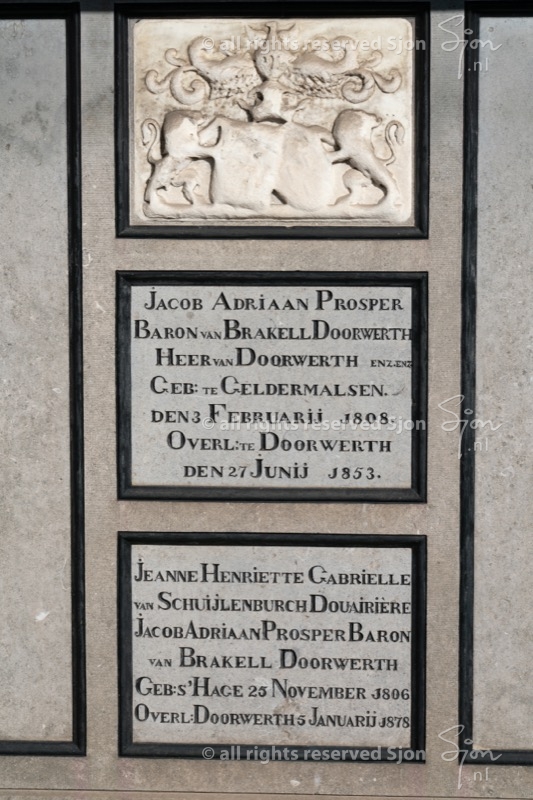 © all rights reserved Sjon
Sjon
.nl
JACOB ADRIAAN PROSPER
BARON VAN BRAKELL DOORWERTH
HEER VAN DOORWERTH ENZ.ENZ
GEB: TE GELDERMALSEN.
DEN 3 FEBRUARIJ 1808.
© all rights reserved Sjon
Sjon
.nl
OVERL: TE DOORWERTH
DEN 27 JUNIJ 1853.
JEANNE HENRIETTE GABRIELLE
VAN SCHUIJLENBURCH DOUAIRIÈRE
JACOB ADRIAAN PROSPER BARON
VAN BRAKELL DOORWERTH
GEB: S'HAGE 25 NOVEMBER 1806
OVERL: DOORWERTH 5 JANUARIJ 1878
© all rights reserved Sjon
Sjon
.nl